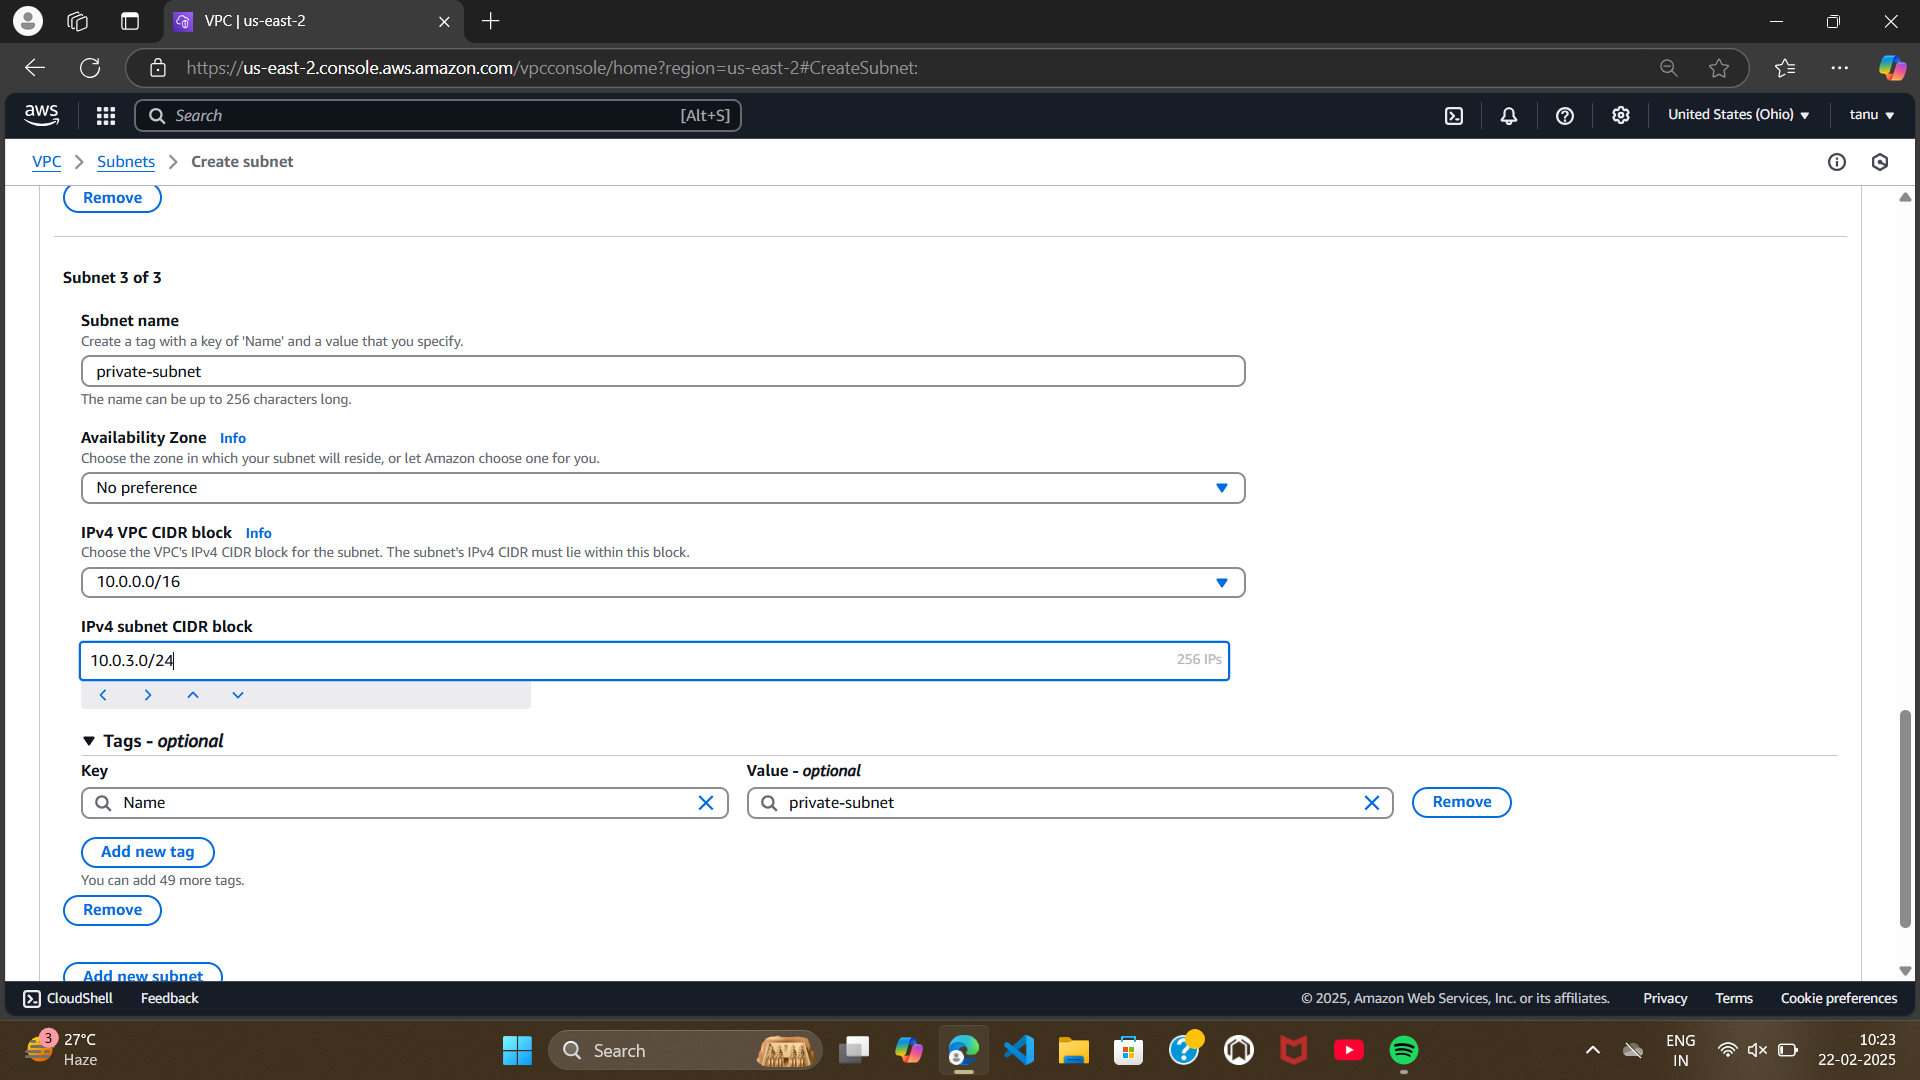 VPC | us-east-2
https://us-east-2.console.aws.amazon.com/vpcconsole/home?region=us-east-2#CreateSubnet:
aws
Search
[Alt+S]
United States (Ohio)
tanu
VPC
Subnets
Create subnet
Remove
Subnet 3 of 3
Subnet name
Create a tag with a key of 'Name' and a value that you specify.
private-subnet
The name can be up to 256 characters long.
Availability Zone Info
Choose the zone in which your subnet will reside, or let Amazon choose one for you.
No preference
IPv4 VPC CIDR block Info
Choose the VPC's IPv4 CIDR block for the subnet. The subnet's IPv4 CIDR must lie within this block.
10.0.0.0/16
IPv4 subnet CIDR block
10.0.3.0/24
256 IPs
Tags - optional
Key
Value - optional
Name
private-subnet
Remove
Add new tag
You can add 49 more tags.
Remove
Add new subnet
CloudShell
Feedback
© 2025, Amazon Web Services, Inc. or its affiliates.
Privacy
Terms
Cookie preferences
3
27°C
Haze
Search
ENG
IN
10:23
22-02-2025